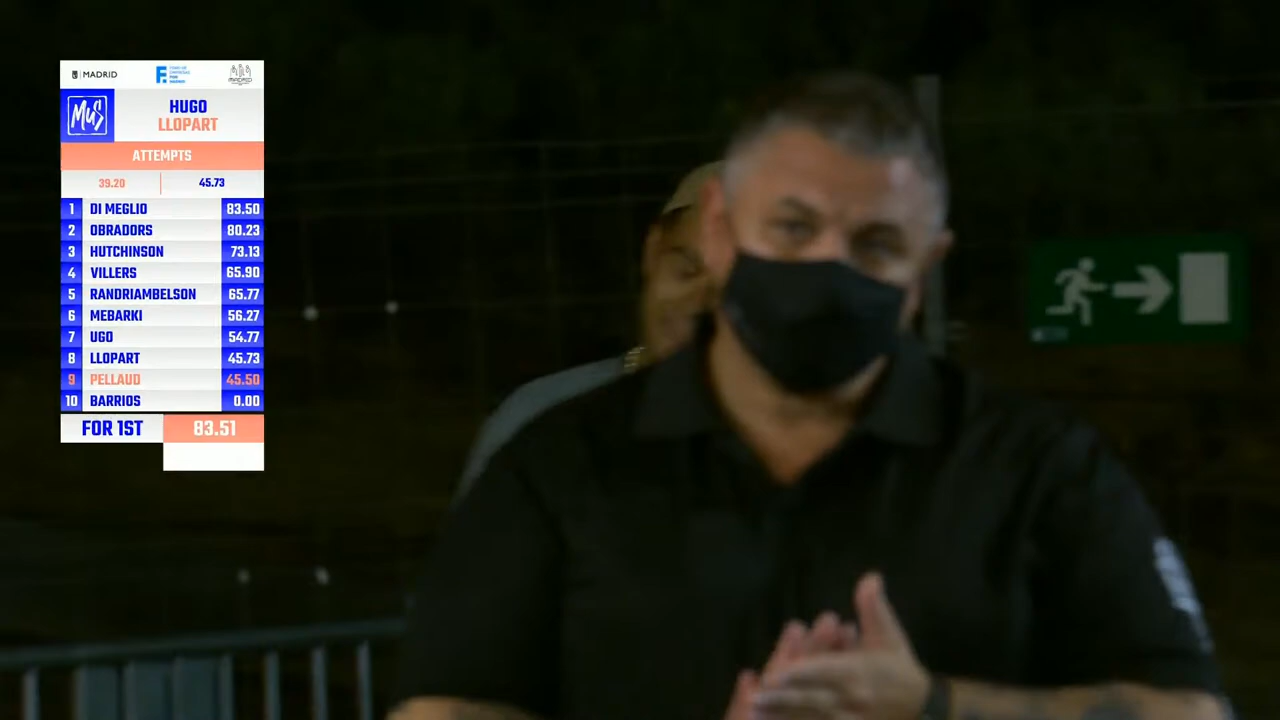 MADRID
MADRID
MUS
HUGO
LLOPART
ATTEMPTS
39.20 45.73
1 DI MEGLIO 83.50
2 OBRADORS 80.23
3 HUTCHINSON 73.13
4 VILLERS 65.90
5 RANDRIAMBELSON 65.77
6 MEBARKI 56.27
7 UGO 54.77
8 LLOPART 45.73
9 PELLAUD 45.50
10 BARRIOS 0.00
FOR 1ST 83.51